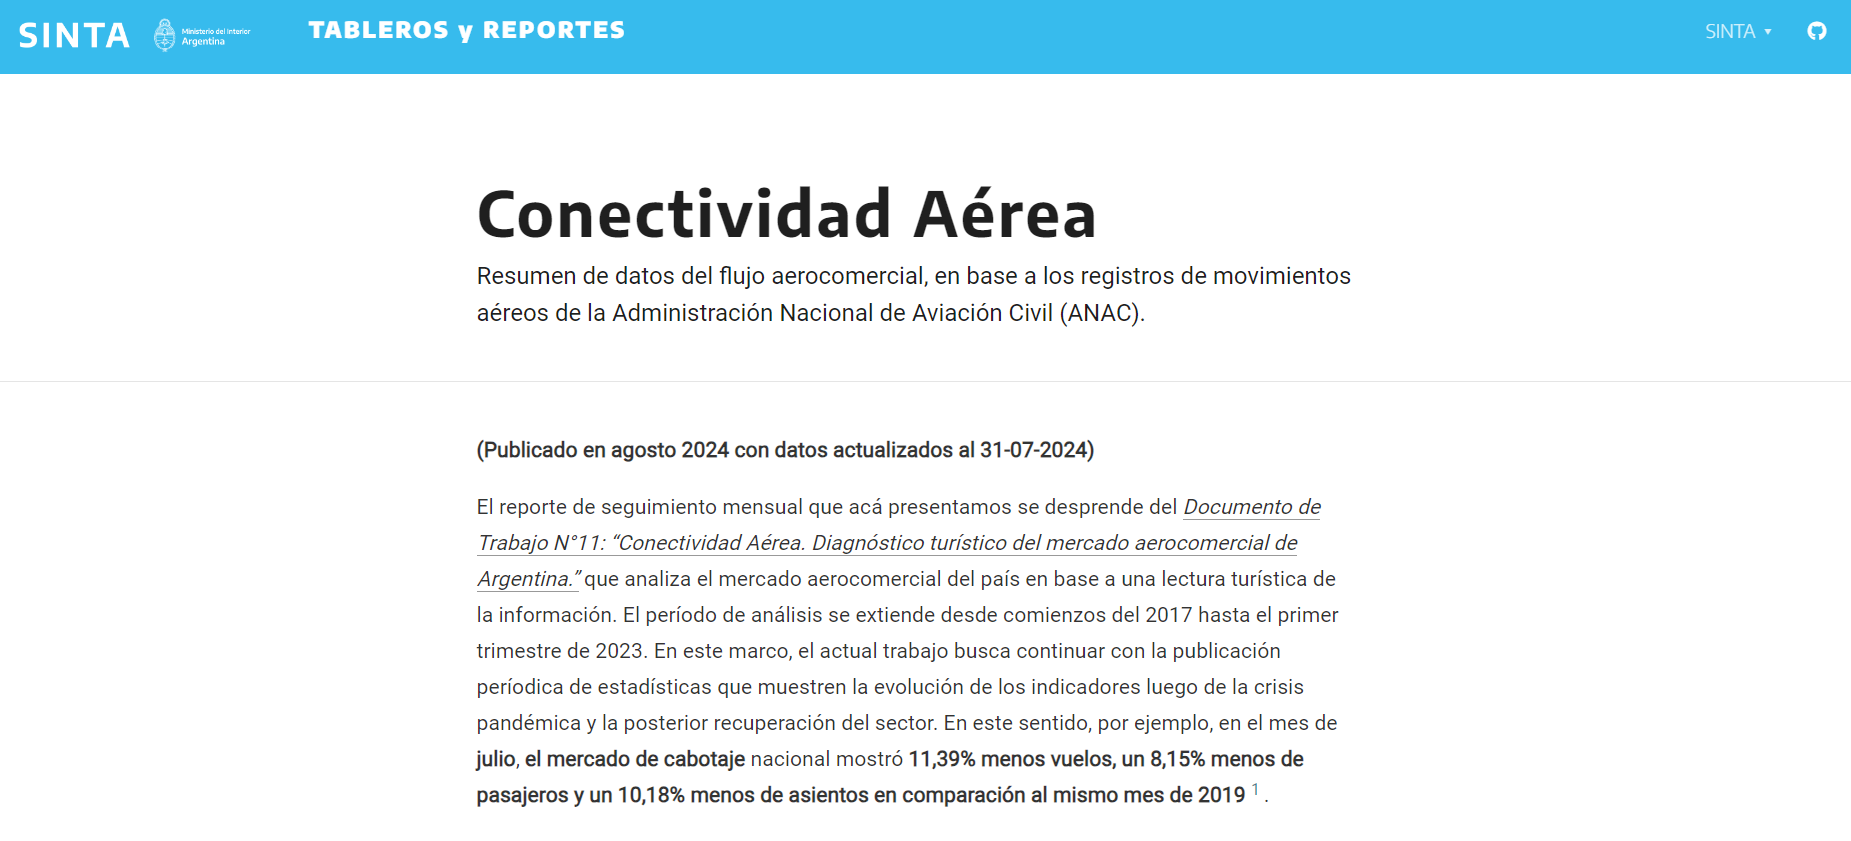 SINTA
Ministerio del Interior
Argentina
TABLEROS y REPORTES
SINTA
Conectividad Aérea
Resumen de datos del flujo aerocomercial, en base a los registros de movimientos
aéreos de la Administración Nacional de Aviación Civil (ANAC).
(Publicado en agosto 2024 con datos actualizados al 31-07-2024)
El reporte de seguimiento mensual que acá presentamos se desprende del Documento de
Trabajo N°11: “Conectividad Aérea. Diagnóstico turístico del mercado aerocomercial de
Argentina.” que analiza el mercado aerocomercial del país en base a una lectura turística de
la información. El período de análisis se extiende desde comienzos del 2017 hasta el primer
trimestre de 2023. En este marco, el actual trabajo busca continuar con la publicación
períodica de estadísticas que muestren la evolución de los indicadores luego de la crisis
pandémica y la posterior recuperación del sector. En este sentido, por ejemplo, en el mes de
julio, el mercado de cabotaje nacional mostró 11,39% menos vuelos, un 8,15% menos de
pasajeros y un 10,18% menos de asientos en comparación al mismo mes de 2019 1 .